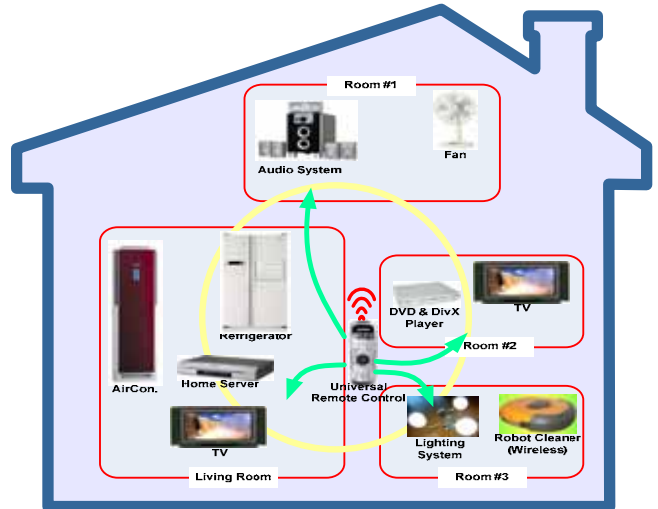 Room #1
Audio System
Fan
Refrigerator
AirCon.
Home Server
TV
Living Room
Universal
Remote Control
DVD & DivX
Player
TV
Room #2
Lighting
System
Robot Cleaner
(Wireless)
Room #3